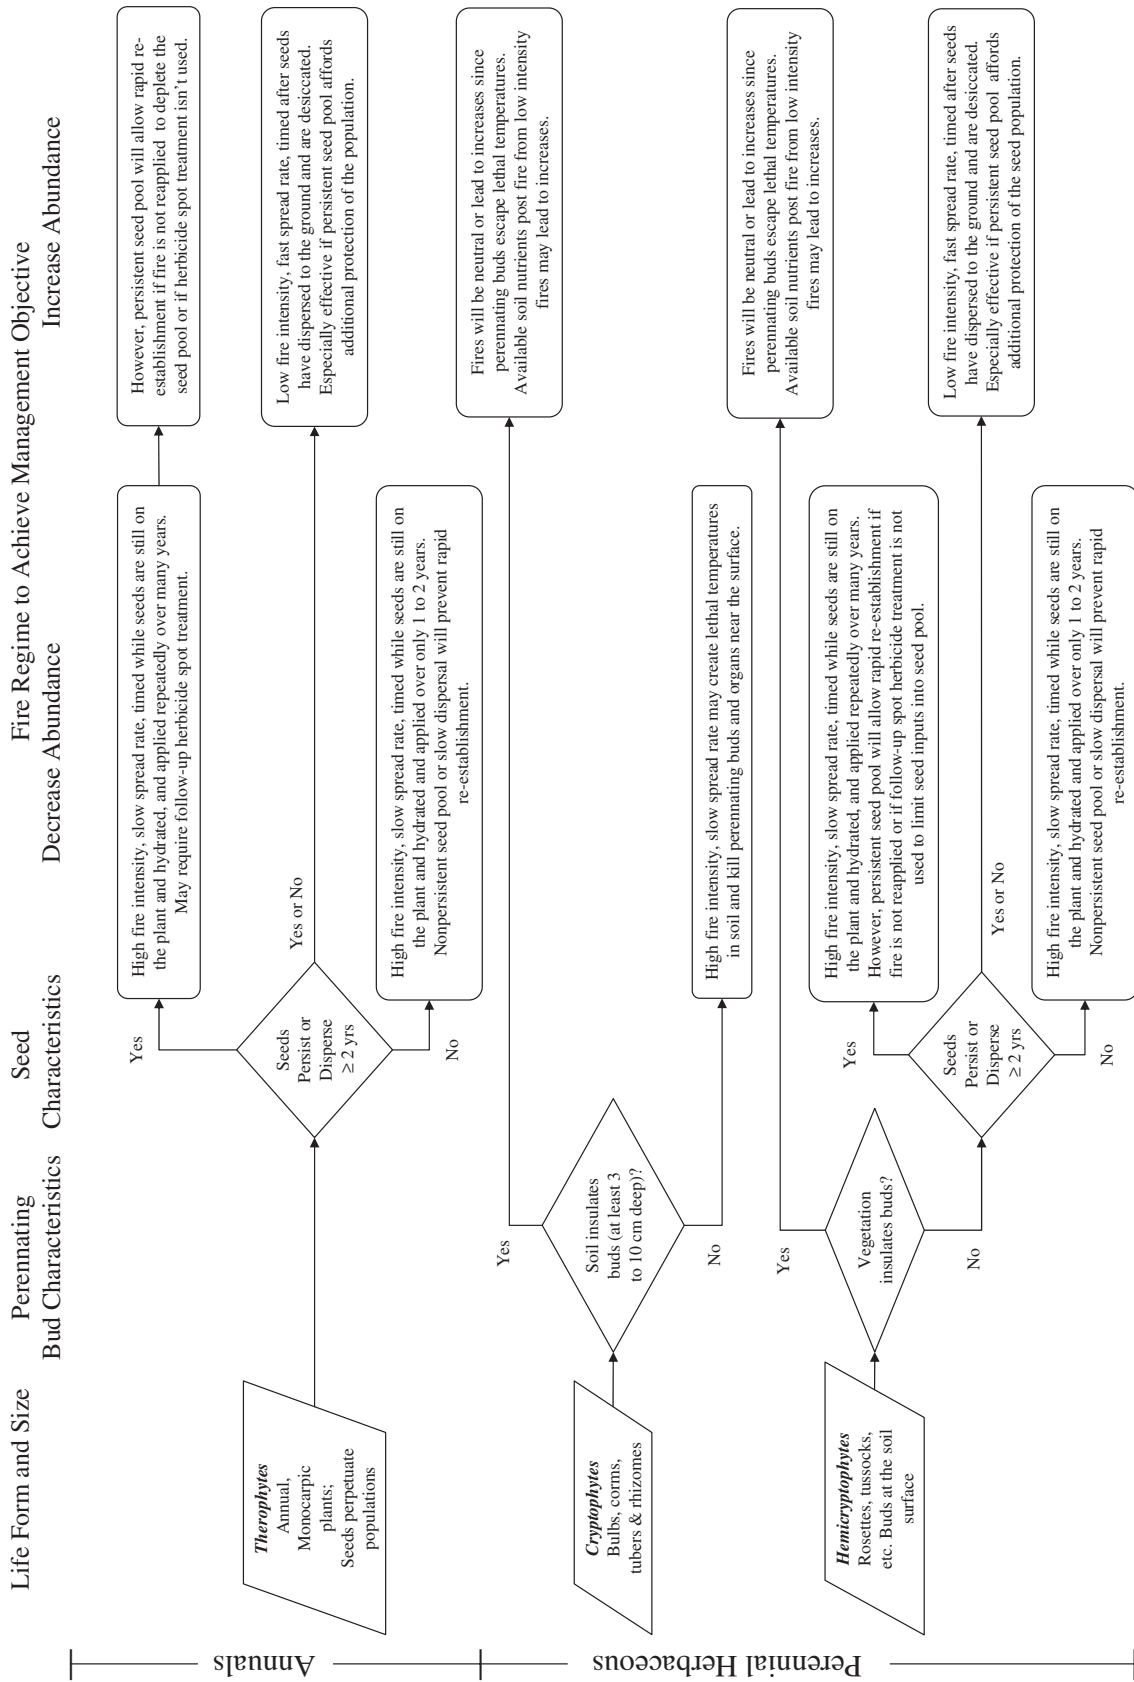 Fire Regime to Achieve Management Objective
Life Form and Size
Perennating
Bud Characteristics
Seed
Characteristics
Decrease Abundance
Increase Abundance
Annuals
Therophytes
Annual,
Monocarpic
plants;
Seeds perpetuate
populations
Seeds
Persist or
Disperse
≥ 2 yrs
Yes
High fire intensity, slow spread rate, timed while seeds are still on
the plant and hydrated, and applied repeatedly over many years.
May require follow-up herbicide spot treatment.
However, persistent seed pool will allow rapid re-
establishment if fire is not reapplied to deplete the
seed pool or if herbicide spot treatment isn't used.
Yes or No
Low fire intensity, fast spread rate, timed after seeds
have dispersed to the ground and are desiccated.
Especially effective if persistent seed pool affords
additional protection of the population.
No
High fire intensity, slow spread rate, timed while seeds are still on
the plant and hydrated and applied over only 1 to 2 years.
Nonpersistent seed pool or slow dispersal will prevent rapid
re-establishment.
Perennial Herbaceous
Cryptophytes
Bulbs, corms,
tubers & rhizomes
Soil insulates
buds (at least 3
to 10 cm deep)?
Yes
Fires will be neutral or lead to increases since
perennating buds escape lethal temperatures.
Available soil nutrients post fire from low intensity
fires may lead to increases.
No
High fire intensity, slow spread rate may create lethal temperatures
in soil and kill perennating buds and organs near the surface.
Hemicryptophytes
Rosettes, tussocks,
etc. Buds at the soil
surface
Vegetation
insulates buds?
Yes
Fires will be neutral or lead to increases since
perennating buds escape lethal temperatures.
Available soil nutrients post fire from low intensity
fires may lead to increases.
No
Seeds
Persist or
Disperse
≥ 2 yrs
Yes
High fire intensity, slow spread rate, timed while seeds are still on
the plant and hydrated, and applied repeatedly over many years.
However, persistent seed pool will allow rapid re-establishment if
fire is not reapplied or if follow-up spot herbicide treatment is not
used to limit seed inputs into seed pool.
Yes or No
Low fire intensity, fast spread rate, timed after seeds
have dispersed to the ground and are desiccated.
Especially effective if persistent seed pool affords
additional protection of the seed population.
No
High fire intensity, slow spread rate, timed while seeds are still on
the plant and hydrated and applied over only 1 to 2 years.
Nonpersistent seed pool or slow dispersal will prevent rapid
re-establishment.